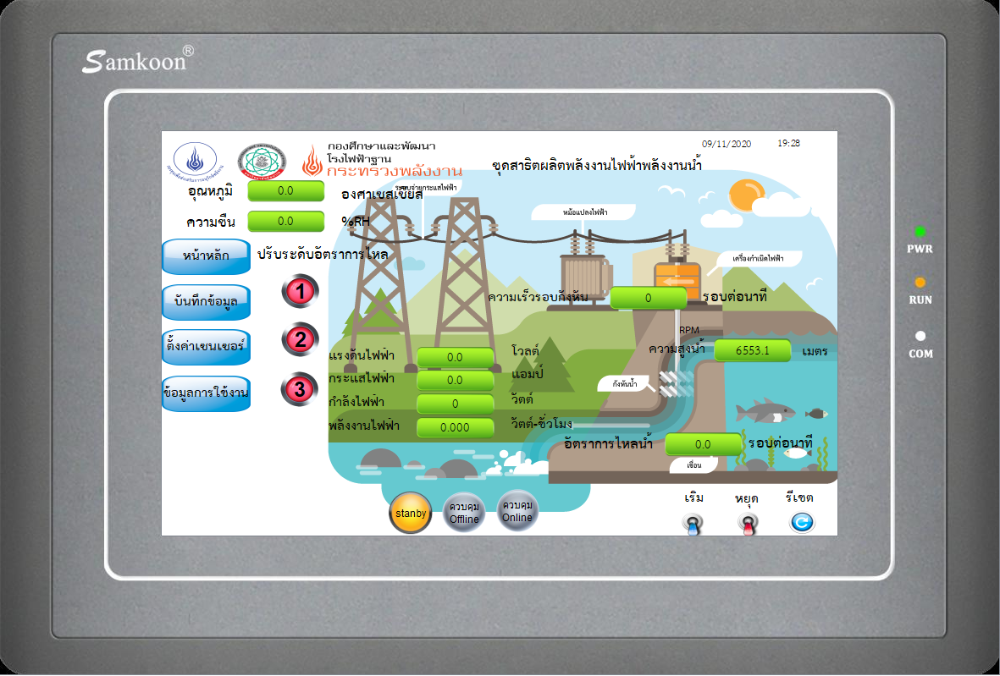 Samkoon®
กองศึกษาและพัฒนา
โรงไฟฟ้าฐาน
กระทรวงพลังงาน
09/11/2020
19:28
ชุดสาธิตผลิตพลังงานไฟฟ้าพลังงานน้ำ
อุณหภูมิ
0.0
องศาเซลเซียส
ระบบจ่ายกระแสไฟฟ้า
ความชืน
0.0
%RH
หม้อแปลงไฟฟ้า
เครื่องกำเนิดไฟฟ้า
หน้าหลัก
ปรับระดับอัตราการไหล
PWR
1
RUN
บันทึกข้อมูล
ความเร็วรอบกังหัน
0
รอบต่อนาที
RPM
2
COM
ตั้งค่าเซนเซอร์
ความสูงน้ำ
6553.1
เมตร
แรงดันไฟฟ้า
0.0
โวลต์
กระแสไฟฟ้า
0.0
แอมป์
3
ข้อมูลการใช้งาน
กังหันน้ำ
กำลังไฟฟ้า
0
วัตต์
พลังงานไฟฟ้า
0.000
วัตต์-ชั่วโมง
อัตราการไหลน้ำ
0.0
รอบต่อนาที
เขื่อน
stanby
ควบคุม
Offline
ควบคุม
Online
เริ่ม
หยุด
รีเซต